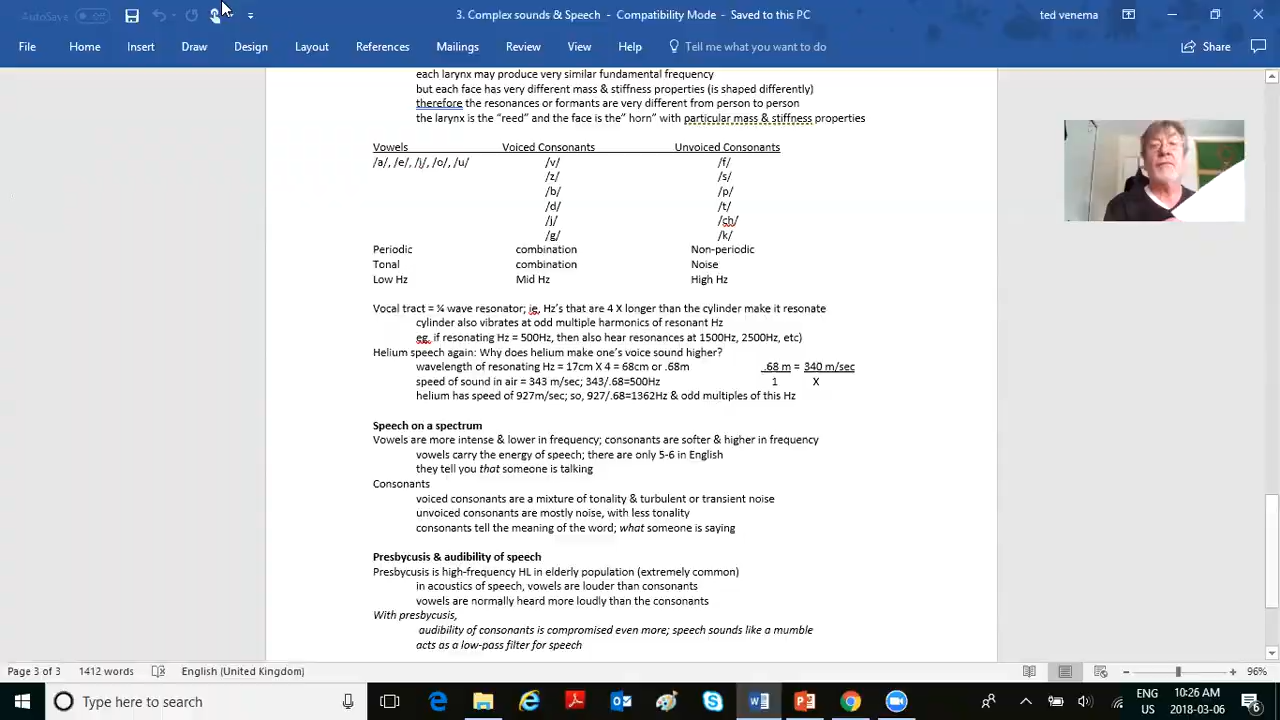 AutoSave
3. Complex sounds & Speech - Compatibility Mode - Saved to this PC
ted venema
File Home Insert Draw Design Layout References Mailings Review View Help Tell me what you want to do Share
each larynx may produce very similar fundamental frequency
but each face has very different mass & stiffness properties (is shaped differently)
therefore the resonances or formants are very different from person to person
the larynx is the “reed” and the face is the” horn” with particular mass & stiffness properties
Vowels Voiced Consonants Unvoiced Consonants
/a/, /e/, /i/, /o/, /u/ /v/ /f/
/z/ /s/
/b/ /p/
/d/ /t/
/j/ /ch/
/g/ /k/
Periodic combination Non-periodic
Tonal combination Noise
Low Hz Mid Hz High Hz
Vocal tract = ¼ wave resonator; ie, Hz’s that are 4 X longer than the cylinder make it resonate
cylinder also vibrates at odd multiple harmonics of resonant Hz
eg. if resonating Hz = 500Hz, then also hear resonances at 1500Hz, 2500Hz, etc)
Helium speech again: Why does helium make one’s voice sound higher?
wavelength of resonating Hz = 17cm X 4 = 68cm or .68m .68 m = 340 m/sec
speed of sound in air = 343 m/sec; 343/.68=500Hz 1 X
helium has speed of 927m/sec; so, 927/.68=1362Hz & odd multiples of this Hz
Speech on a spectrum
Vowels are more intense & lower in frequency; consonants are softer & higher in frequency
vowels carry the energy of speech; there are only 5-6 in English
they tell you that someone is talking
Consonants
voiced consonants are a mixture of tonality & turbulent or transient noise
unvoiced consonants are mostly noise, with less tonality
consonants tell the meaning of the word; what someone is saying
Presbycusis & audibility of speech
Presbycusis is high-frequency HL in elderly population (extremely common)
in acoustics of speech, vowels are louder than consonants
vowels are normally heard more loudly than the consonants
With presbycusis,
audibility of consonants is compromised even more; speech sounds like a mumble
acts as a low-pass filter for speech
Page 3 of 3 1412 words English (United Kingdom) 96%
Type here to search
ENG 10:26 AM
US 2018-03-06 6